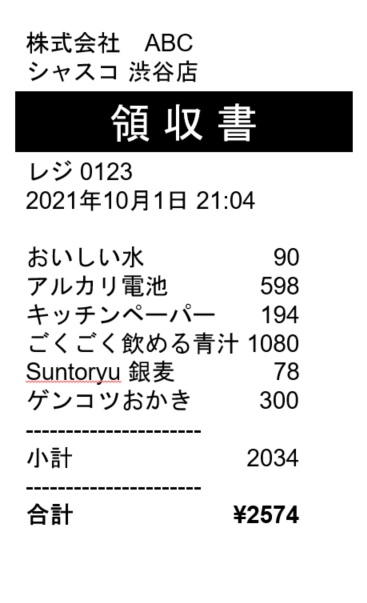 株式会社　ABC
シャスコ 渋谷店
領収書
レジ 0123
2021年10月1日 21:04
おいしい水 90
アルカリ電池 598
キッチンペーパー 194
ごくごく飲める青汁 1080
Suntoryu 銀麦 78
ゲンコツおかき 300
----------------------
小計 2034
----------------------
合計 ¥2574